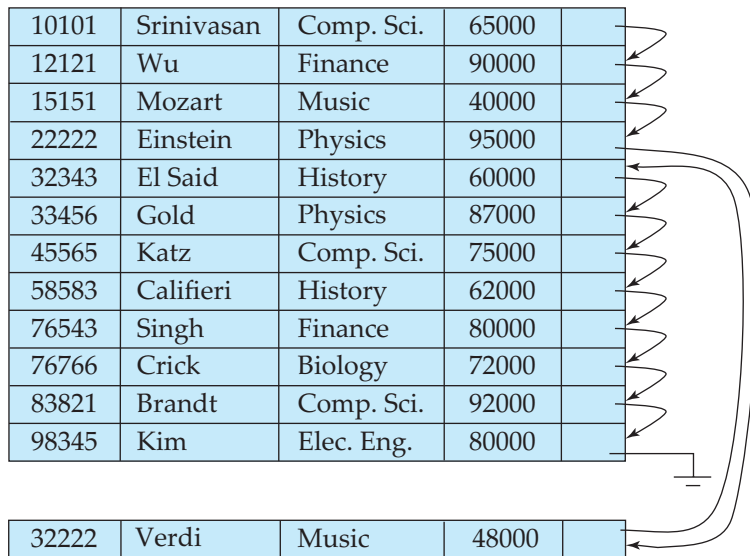 10101 Srinivasan Comp. Sci. 65000
12121 Wu Finance 90000
15151 Mozart Music 40000
22222 Einstein Physics 95000
32343 El Said History 60000
33456 Gold Physics 87000
45565 Katz Comp. Sci. 75000
58583 Califieri History 62000
76543 Singh Finance 80000
76766 Crick Biology 72000
83821 Brandt Comp. Sci. 92000
98345 Kim Elec. Eng. 80000
32222 Verdi Music 48000